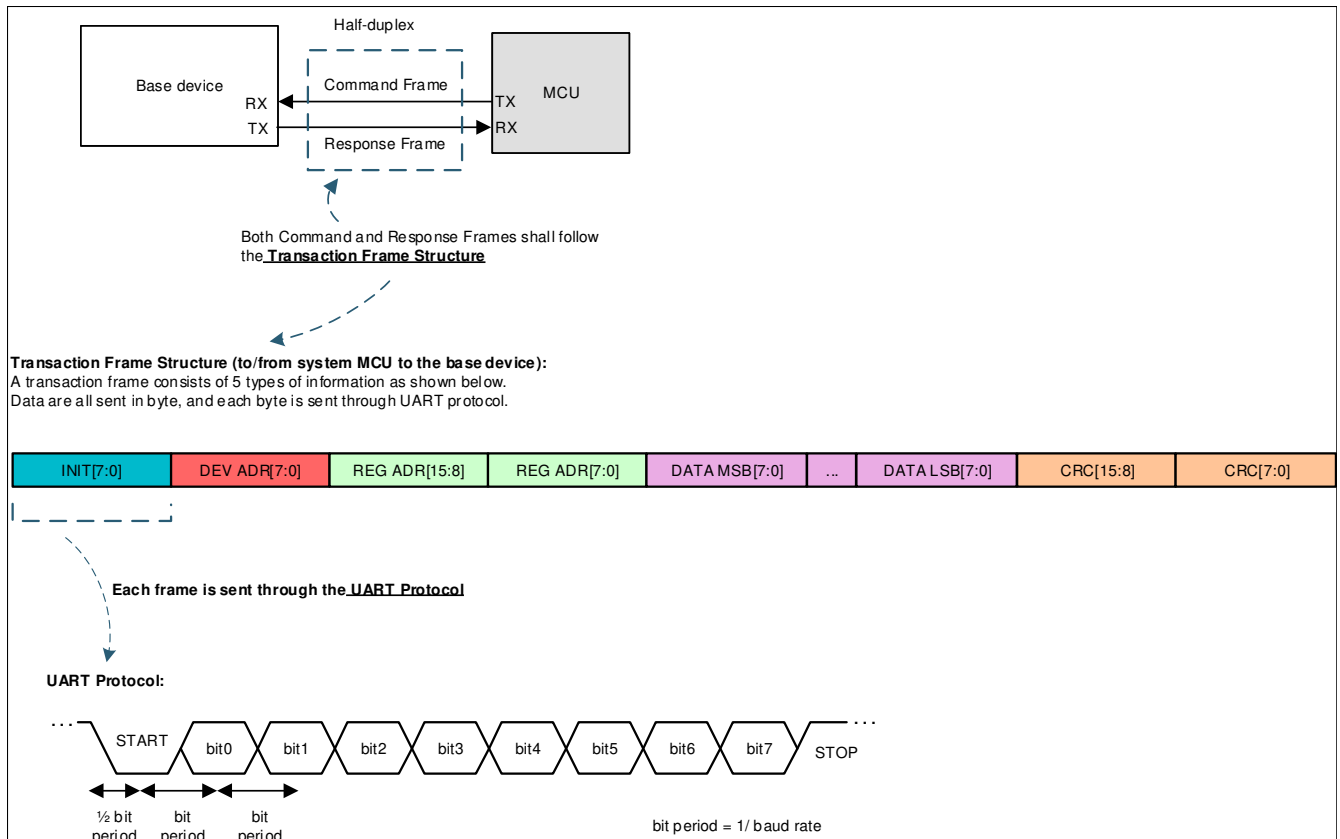 Half-duplex
Base device
RX
TX
Command Frame
Response Frame
TX
RX
MCU
Both Command and Response Frames shall follow
the Transaction Frame Structure
Transaction Frame Structure (to/from system MCU to the base device):
A transaction frame consists of 5 types of information as shown below.
Data are all sent in byte, and each byte is sent through UART protocol.
INIT[7:0] DEV ADR[7:0] REG ADR[15:8] REG ADR[7:0] DATA MSB[7:0] ... DATA LSB[7:0] CRC[15:8] CRC[7:0]
Each frame is sent through the UART Protocol
UART Protocol:
... START bit0 bit1 bit2 bit3 bit4 bit5 bit6 bit7 STOP ...
½ bit period
bit period
bit period
bit period = 1/ baud rate